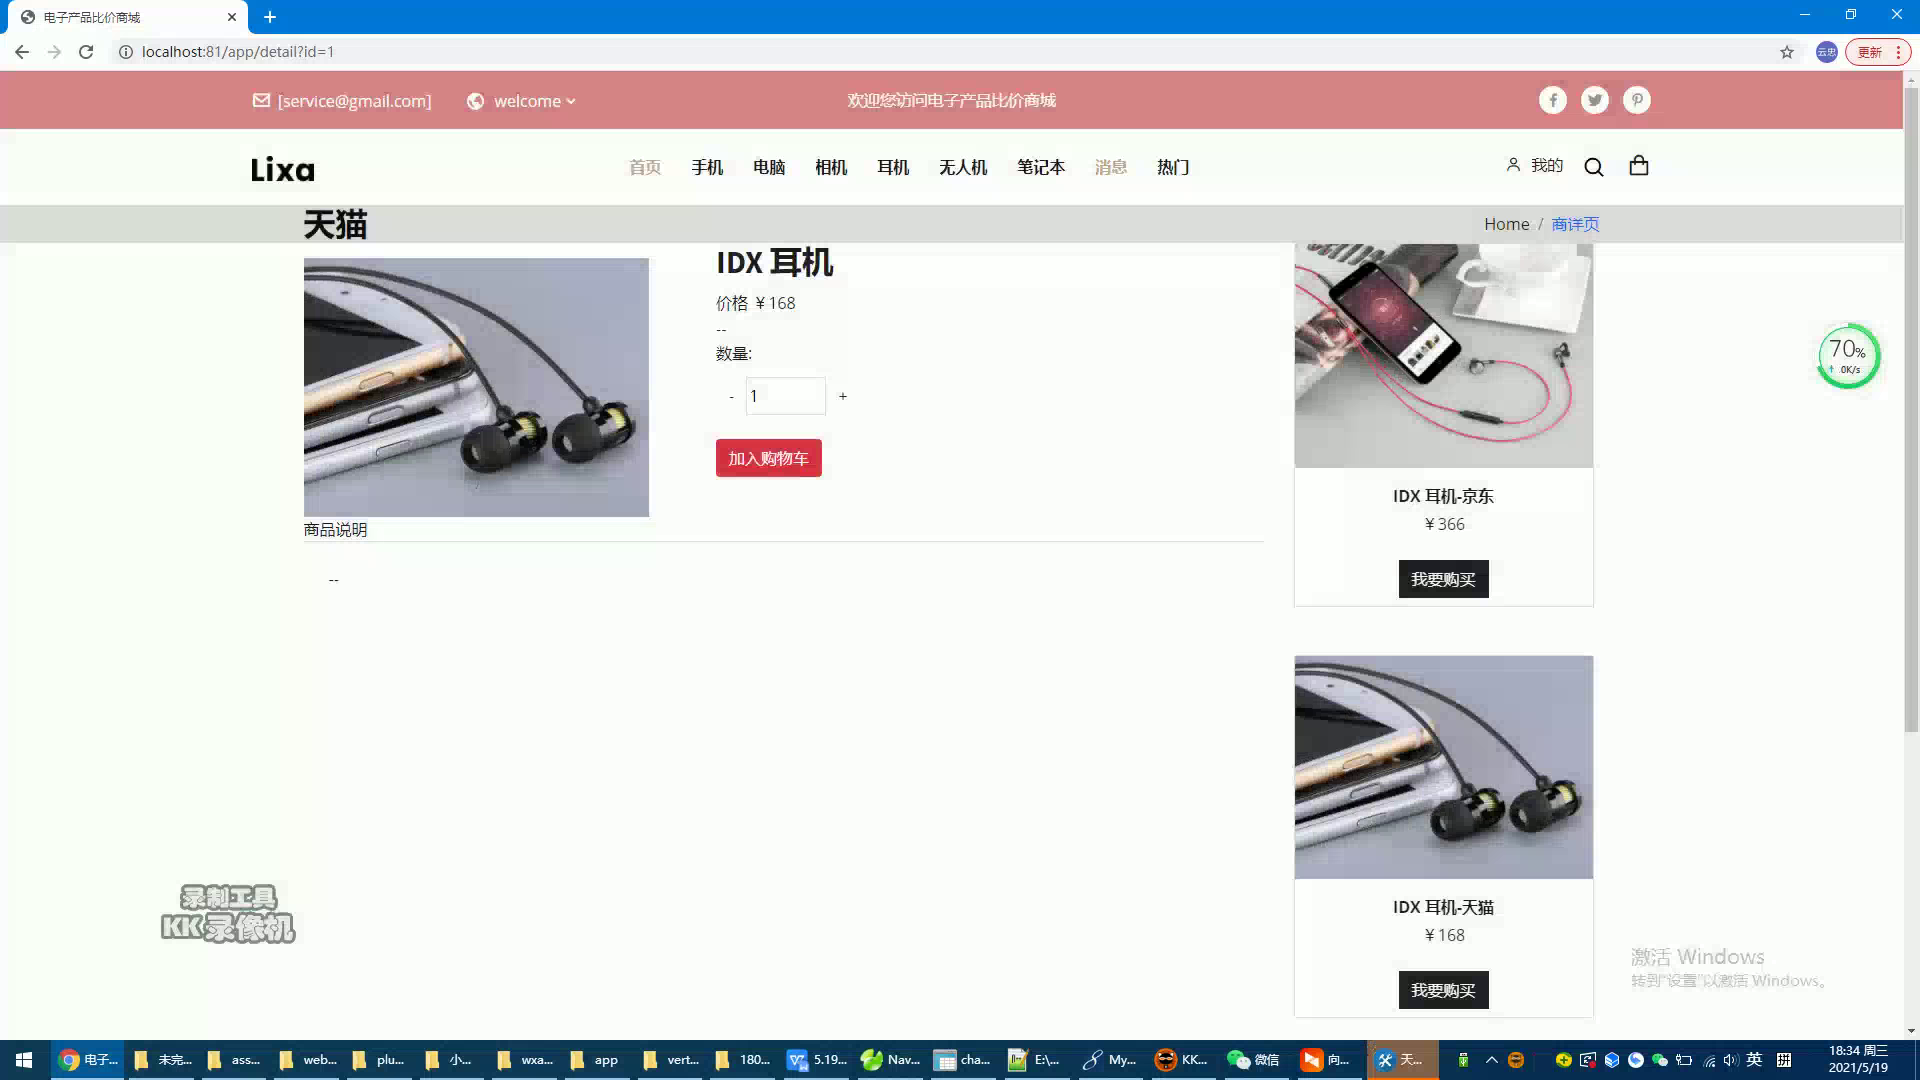 电子产品比价商城
localhost:81/app/detail?id=1
云忠
更新
[service@gmail.com]
welcome
欢迎您访问电子产品比价商城
Lixa
首页 手机 电脑 相机 耳机 无人机 笔记本 消息 热门
我的
天猫
Home / 商详页
IDX 耳机
价格 ¥168
--
数量:
- 1 +
加入购物车
商品说明
--
IDX 耳机-京东
¥366
我要购买
IDX 耳机-天猫
¥168
我要购买
70%
↑ 0K/s
录制工具
KK 录像机
激活 Windows
转到"设置"以激活 Windows。
电子... 未完... ass... web... plu... 小... wxa... app vert... 180... 5.19... Nav... cha... E:\... My... KK... 微信 向... 天...
英
拼
18:34 周三
2021/5/19